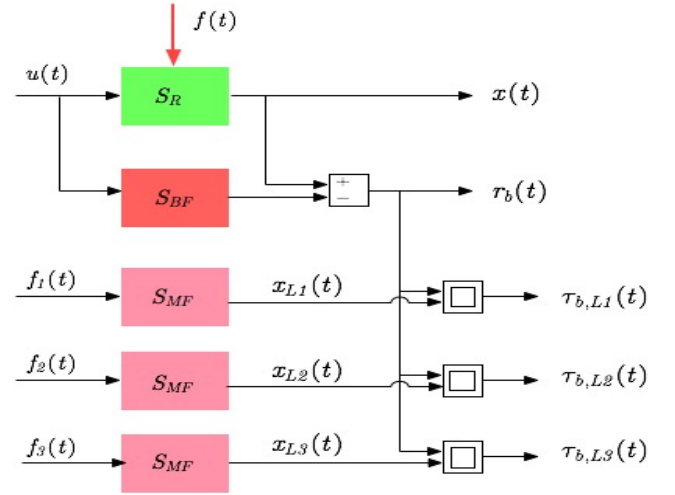 f(t)
u(t)
S_R
x(t)
S_BF
+
−
r_b(t)
f_1(t)
S_MF
x_L1(t)
τ_b,L1(t)
f_2(t)
S_MF
x_L2(t)
τ_b,L2(t)
f_3(t)
S_MF
x_L3(t)
τ_b,L3(t)